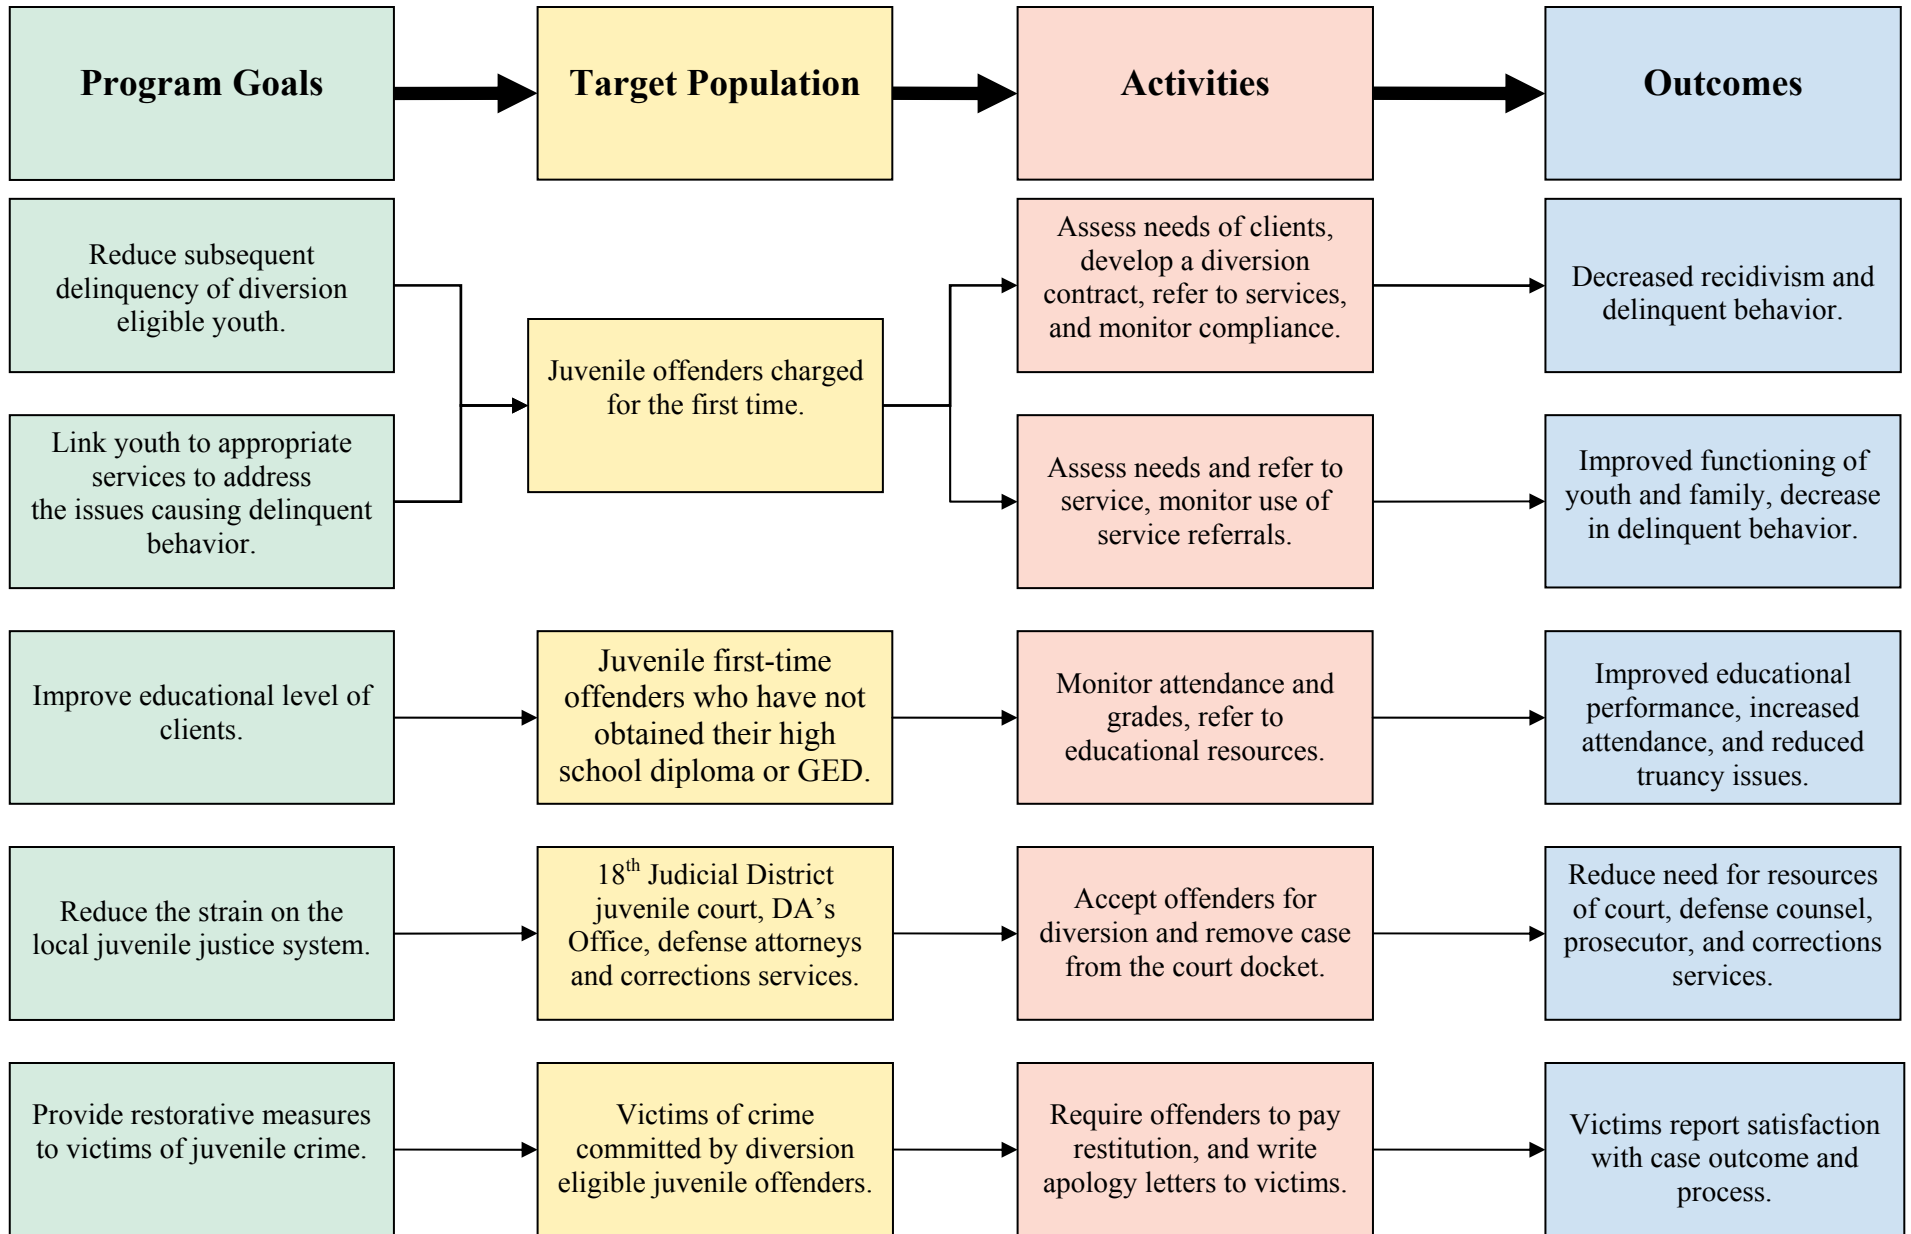 Program Goals
Target Population
Activities
Outcomes
Reduce subsequent
delinquency of diversion
eligible youth.
Link youth to appropriate
services to address
the issues causing delinquent
behavior.
Juvenile offenders charged
for the first time.
Assess needs of clients,
develop a diversion
contract, refer to services,
and monitor compliance.
Decreased recidivism and
delinquent behavior.
Assess needs and refer to
service, monitor use of
service referrals.
Improved functioning of
youth and family, decrease
in delinquent behavior.
Improve educational level of
clients.
Juvenile first-time
offenders who have not
obtained their high
school diploma or GED.
Monitor attendance and
grades, refer to
educational resources.
Improved educational
performance, increased
attendance, and reduced
truancy issues.
Reduce the strain on the
local juvenile justice system.
18th Judicial District
juvenile court, DA’s
Office, defense attorneys
and corrections services.
Accept offenders for
diversion and remove case
from the court docket.
Reduce need for resources
of court, defense counsel,
prosecutor, and corrections
services.
Provide restorative measures
to victims of juvenile crime.
Victims of crime
committed by diversion
eligible juvenile offenders.
Require offenders to pay
restitution, and write
apology letters to victims.
Victims report satisfaction
with case outcome and
process.